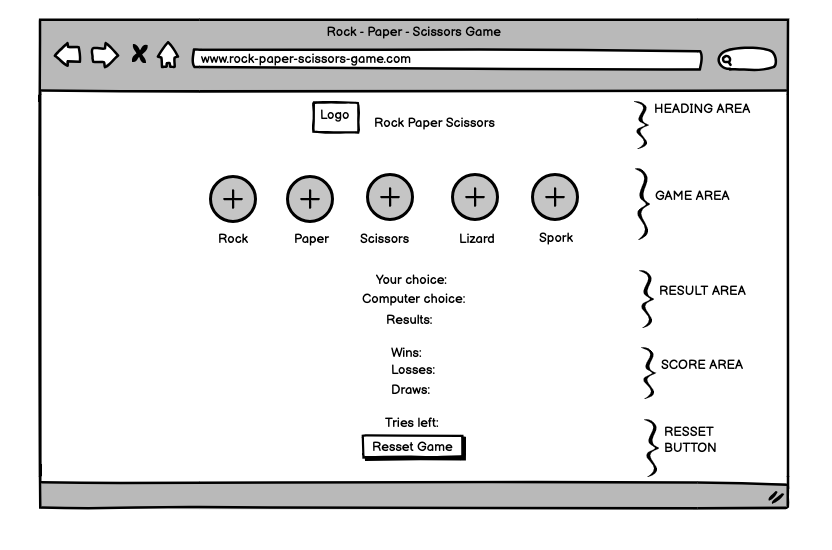 Rock - Paper - Scissors Game
www.rock-paper-scissors-game.com
Logo
Rock Paper Scissors
HEADING AREA
Rock
Paper
Scissors
Lizard
Spork
GAME AREA
Your choice:
Computer choice:
Results:
RESULT AREA
Wins:
Losses:
Draws:
SCORE AREA
Tries left:
Resset Game
RESSET
BUTTON